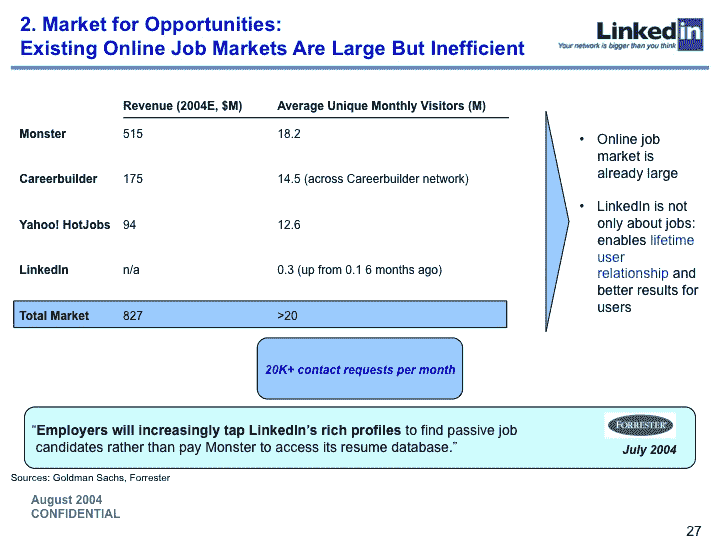 2. Market for Opportunities:
Existing Online Job Markets Are Large But Inefficient
Linkedin
Your network is bigger than you think
Revenue (2004E, $M) Average Unique Monthly Visitors (M)
Monster 515 18.2
Careerbuilder 175 14.5 (across Careerbuilder network)
Yahoo! HotJobs 94 12.6
LinkedIn n/a 0.3 (up from 0.1 6 months ago)
Total Market 827 >20
• Online job
market is
already large
• LinkedIn is not
only about jobs:
enables lifetime
user
relationship and
better results for
users
20K+ contact requests per month
"Employers will increasingly tap LinkedIn's rich profiles to find passive job
candidates rather than pay Monster to access its resume database."
FORRESTER
July 2004
Sources: Goldman Sachs, Forrester
August 2004
CONFIDENTIAL
27